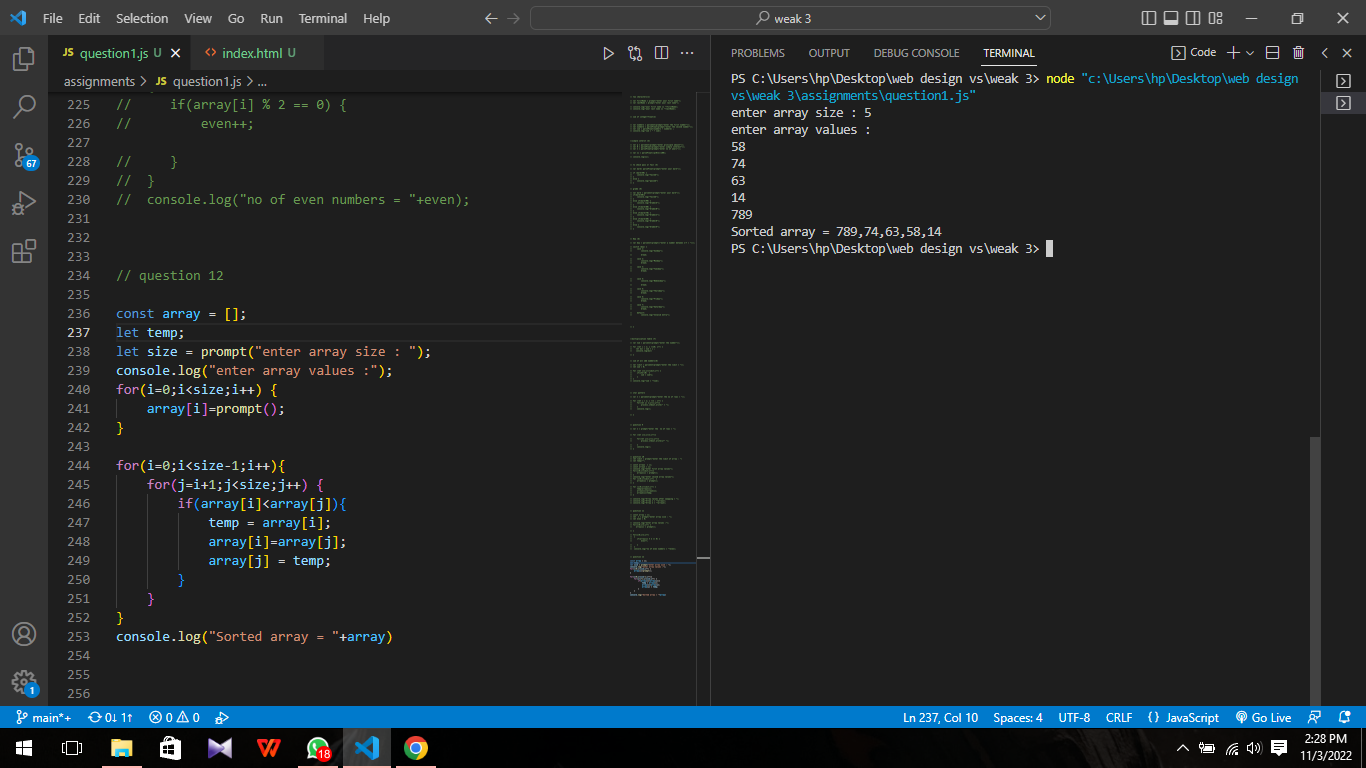 File Edit Selection View Go Run Terminal Help
weak 3
JS question1.js U
index.html U
assignments > JS question1.js > ...
225 // if(array[i] % 2 == 0) {
226 // even++;
227
228 // }
229 // }
230 // console.log("no of even numbers = "+even);
231
232
233
234 // question 12
235
236 const array = [];
237 let temp;
238 let size = prompt("enter array size : ");
239 console.log("enter array values :");
240 for(i=0;i<size;i++) {
241 array[i]=prompt();
242 }
243
244 for(i=0;i<size-1;i++){
245 for(j=i+1;j<size;j++) {
246 if(array[i]<array[j]){
247 temp = array[i];
248 array[i]=array[j];
249 array[j] = temp;
250 }
251 }
252 }
253 console.log("Sorted array = "+array)
254
255
256
PROBLEMS OUTPUT DEBUG CONSOLE TERMINAL
Code
PS C:\Users\hp\Desktop\web design vs\weak 3> node "c:\Users\hp\Desktop\web design
vs\weak 3\assignments\question1.js"
enter array size : 5
enter array values :
58
74
63
14
789
Sorted array = 789,74,63,58,14
PS C:\Users\hp\Desktop\web design vs\weak 3>
67
1
main*+ 0↓ 1↑ 0 0
Ln 237, Col 10 Spaces: 4 UTF-8 CRLF {} JavaScript Go Live
18
2:28 PM
11/3/2022